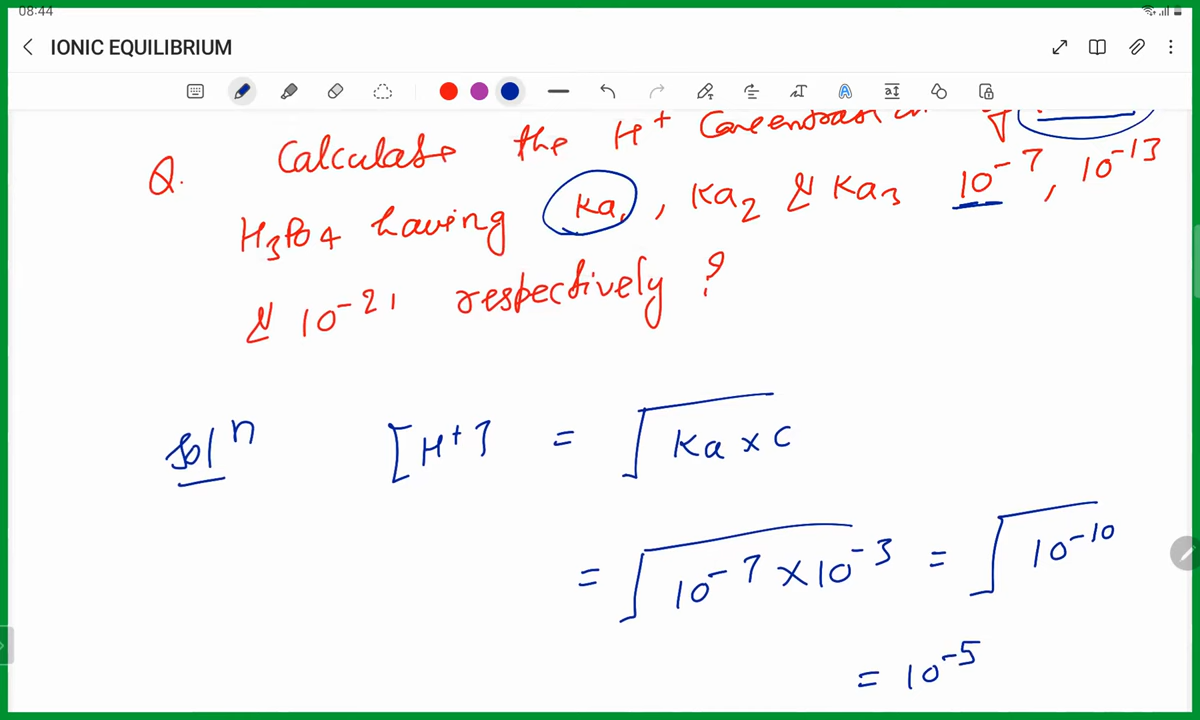 08:44
IONIC EQUILIBRIUM
Q. Calculate the H⁺ Concentration of
H₃PO₄ having Ka₁, Ka₂ & Ka₃ 10⁻⁷, 10⁻¹³
& 10⁻²¹ respectively ?
Solⁿ [H⁺] = √Ka × C
= √10⁻⁷ × 10⁻³ = √10⁻¹⁰
= 10⁻⁵